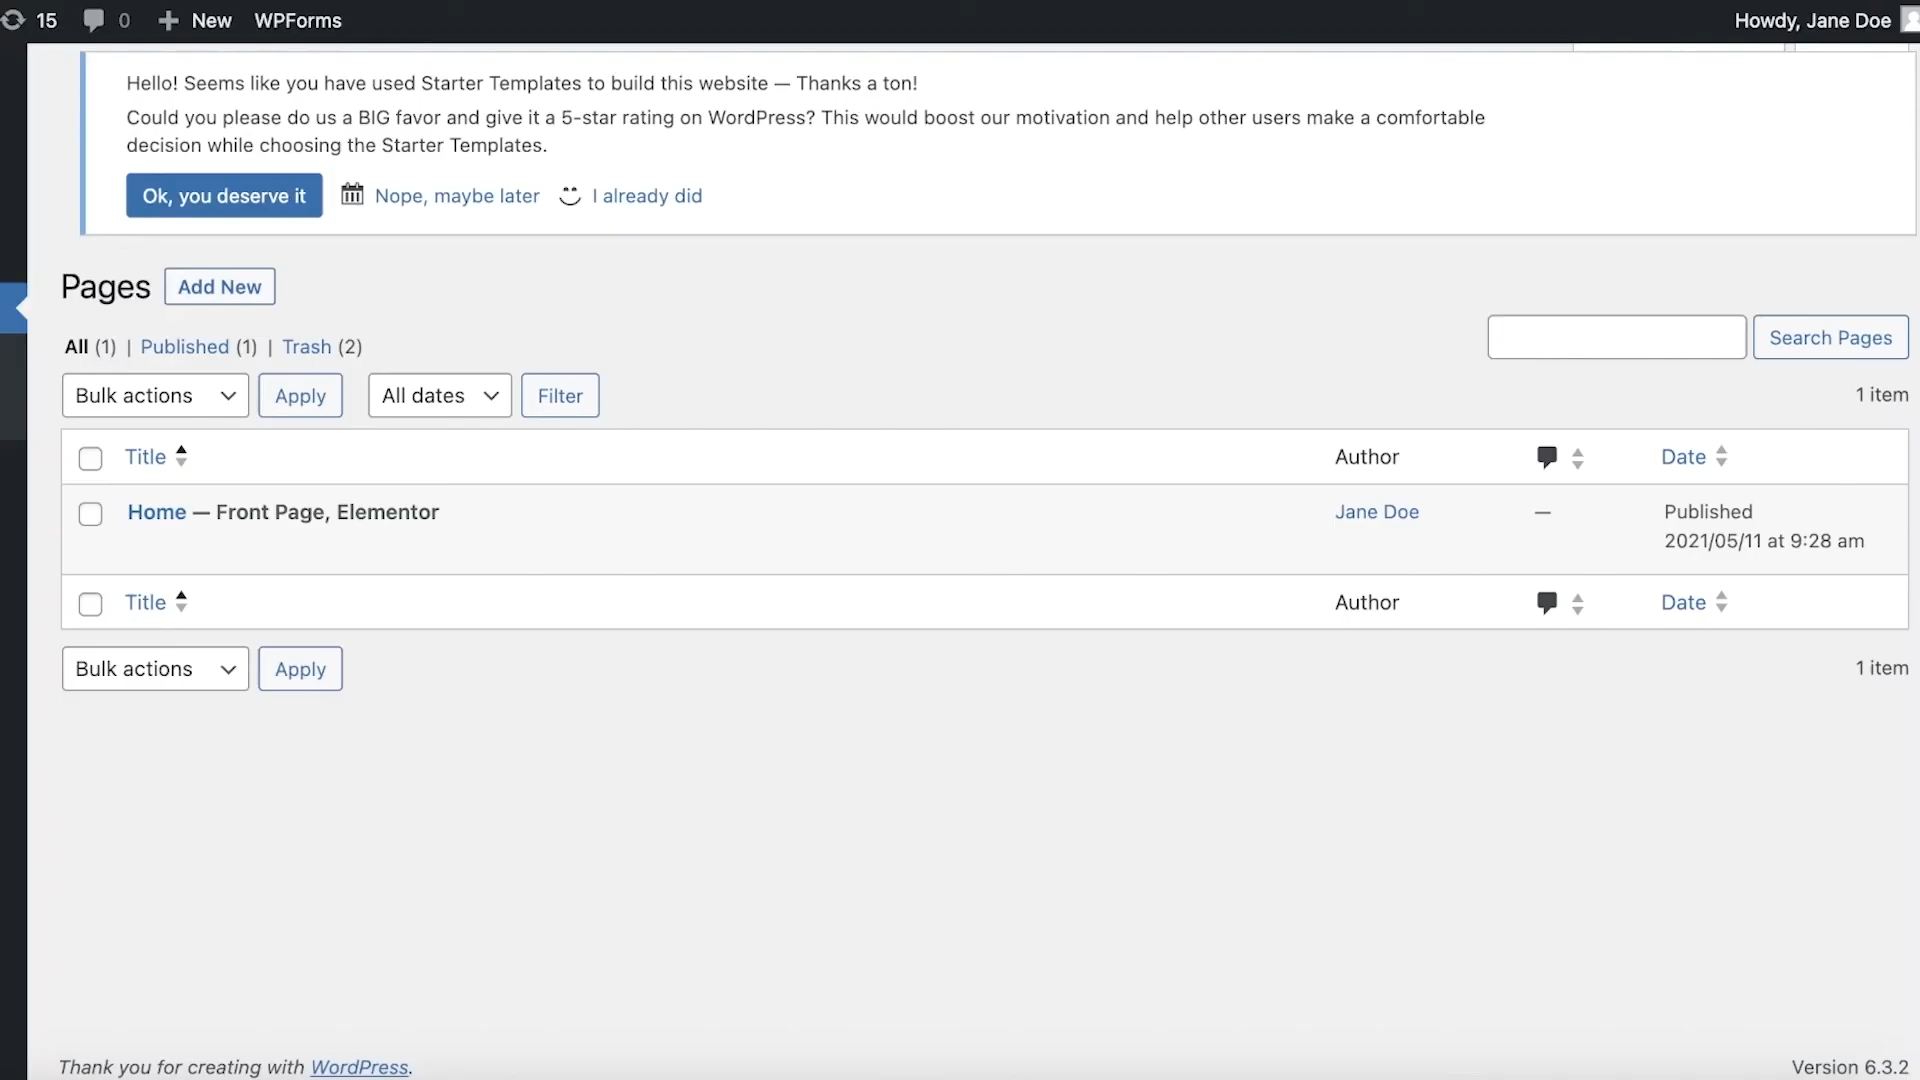 15 0 New WPForms Howdy, Jane Doe
Hello! Seems like you have used Starter Templates to build this website — Thanks a ton!
Could you please do us a BIG favor and give it a 5-star rating on WordPress? This would boost our motivation and help other users make a comfortable
decision while choosing the Starter Templates.
Ok, you deserve it Nope, maybe later I already did
Pages Add New
Search Pages
All (1) | Published (1) | Trash (2)
Bulk actions Apply All dates Filter 1 item
Title Author Date
Home — Front Page, Elementor Jane Doe — Published
2021/05/11 at 9:28 am
Title Author Date
Bulk actions Apply 1 item
Thank you for creating with WordPress. Version 6.3.2